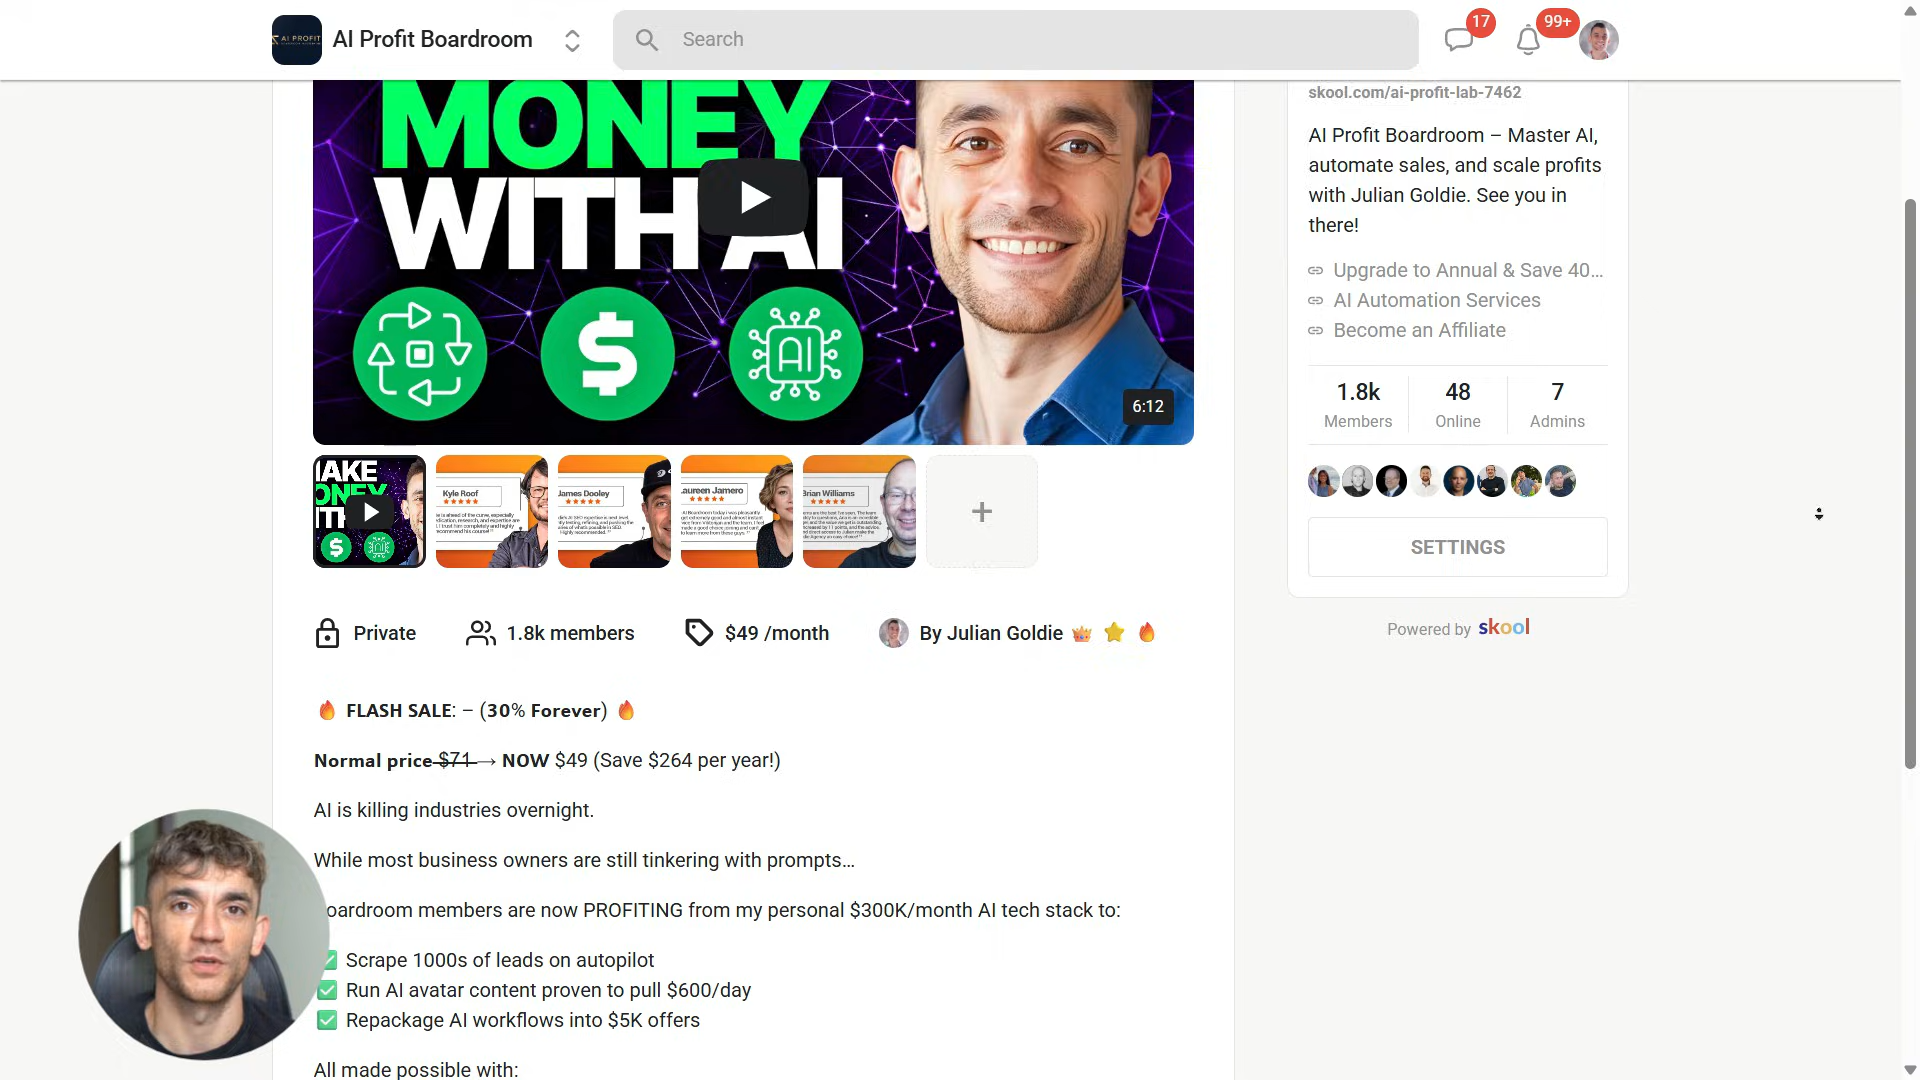 AI PROFIT
AI Profit Boardroom
Search
17
99+
MONEY
WITH AI
$
AI
6:12
MAKE
MONEY
$
Kyle Roof
James Dooley
Laureen Jamero
Brian Williams
+
Private
1.8k members
$49 /month
By Julian Goldie
🔥 FLASH SALE: – (30% Forever) 🔥
Normal price $71 → NOW $49 (Save $264 per year!)
AI is killing industries overnight.
While most business owners are still tinkering with prompts…
oardroom members are now PROFITING from my personal $300K/month AI tech stack to:
✅ Scrape 1000s of leads on autopilot
✅ Run AI avatar content proven to pull $600/day
✅ Repackage AI workflows into $5K offers
All made possible with:
skool.com/ai-profit-lab-7462
AI Profit Boardroom – Master AI,
automate sales, and scale profits
with Julian Goldie. See you in
there!
Upgrade to Annual & Save 40...
AI Automation Services
Become an Affiliate
1.8k
Members
48
Online
7
Admins
SETTINGS
Powered by skool